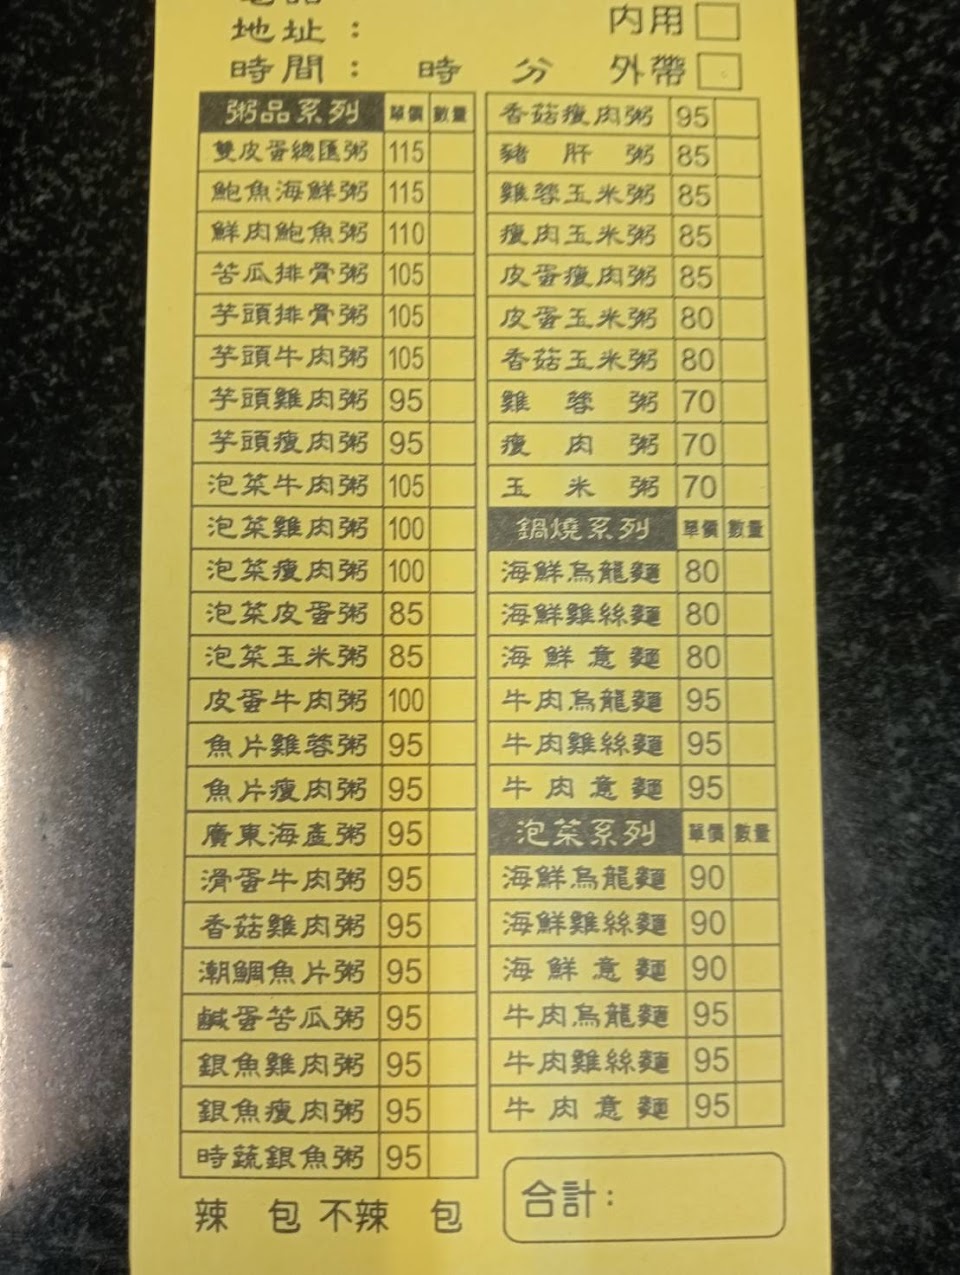 地址：
內用
時間： 時 分
外帶
粥品系列 單價 數量
雙皮蛋總匯粥 115
鮑魚海鮮粥 115
鮮肉鮑魚粥 110
苦瓜排骨粥 105
芋頭排骨粥 105
芋頭牛肉粥 105
芋頭雞肉粥 95
芋頭瘦肉粥 95
泡菜牛肉粥 105
泡菜雞肉粥 100
泡菜瘦肉粥 100
泡菜皮蛋粥 85
泡菜玉米粥 85
皮蛋牛肉粥 100
魚片雞蓉粥 95
魚片瘦肉粥 95
廣東海產粥 95
滑蛋牛肉粥 95
香菇雞肉粥 95
潮鯛魚片粥 95
鹹蛋苦瓜粥 95
銀魚雞肉粥 95
銀魚瘦肉粥 95
時蔬銀魚粥 95
辣 包 不辣 包
香菇瘦肉粥 95
豬肝粥 85
雞蓉玉米粥 85
瘦肉玉米粥 85
皮蛋瘦肉粥 85
皮蛋玉米粥 80
香菇玉米粥 80
雞蓉粥 70
瘦肉粥 70
玉米粥 70
鍋燒系列 單價 數量
海鮮烏龍麵 80
海鮮雞絲麵 80
海鮮意麵 80
牛肉烏龍麵 95
牛肉雞絲麵 95
牛肉意麵 95
泡菜系列 單價 數量
海鮮烏龍麵 90
海鮮雞絲麵 90
海鮮意麵 90
牛肉烏龍麵 95
牛肉雞絲麵 95
牛肉意麵 95
合計：